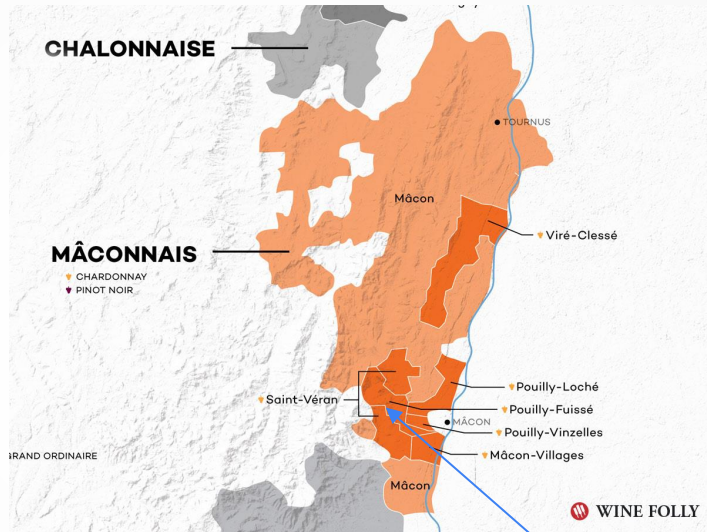 CHALONNAISE
TOURNUS
Mâcon
Viré-Clessé
MÂCONNAIS
CHARDONNAY
PINOT NOIR
Pouilly-Loché
Saint-Véran
Pouilly-Fuissé
MÂCON
Pouilly-Vinzelles
GRAND ORDINAIRE
Mâcon-Villages
Mâcon
WINE FOLLY